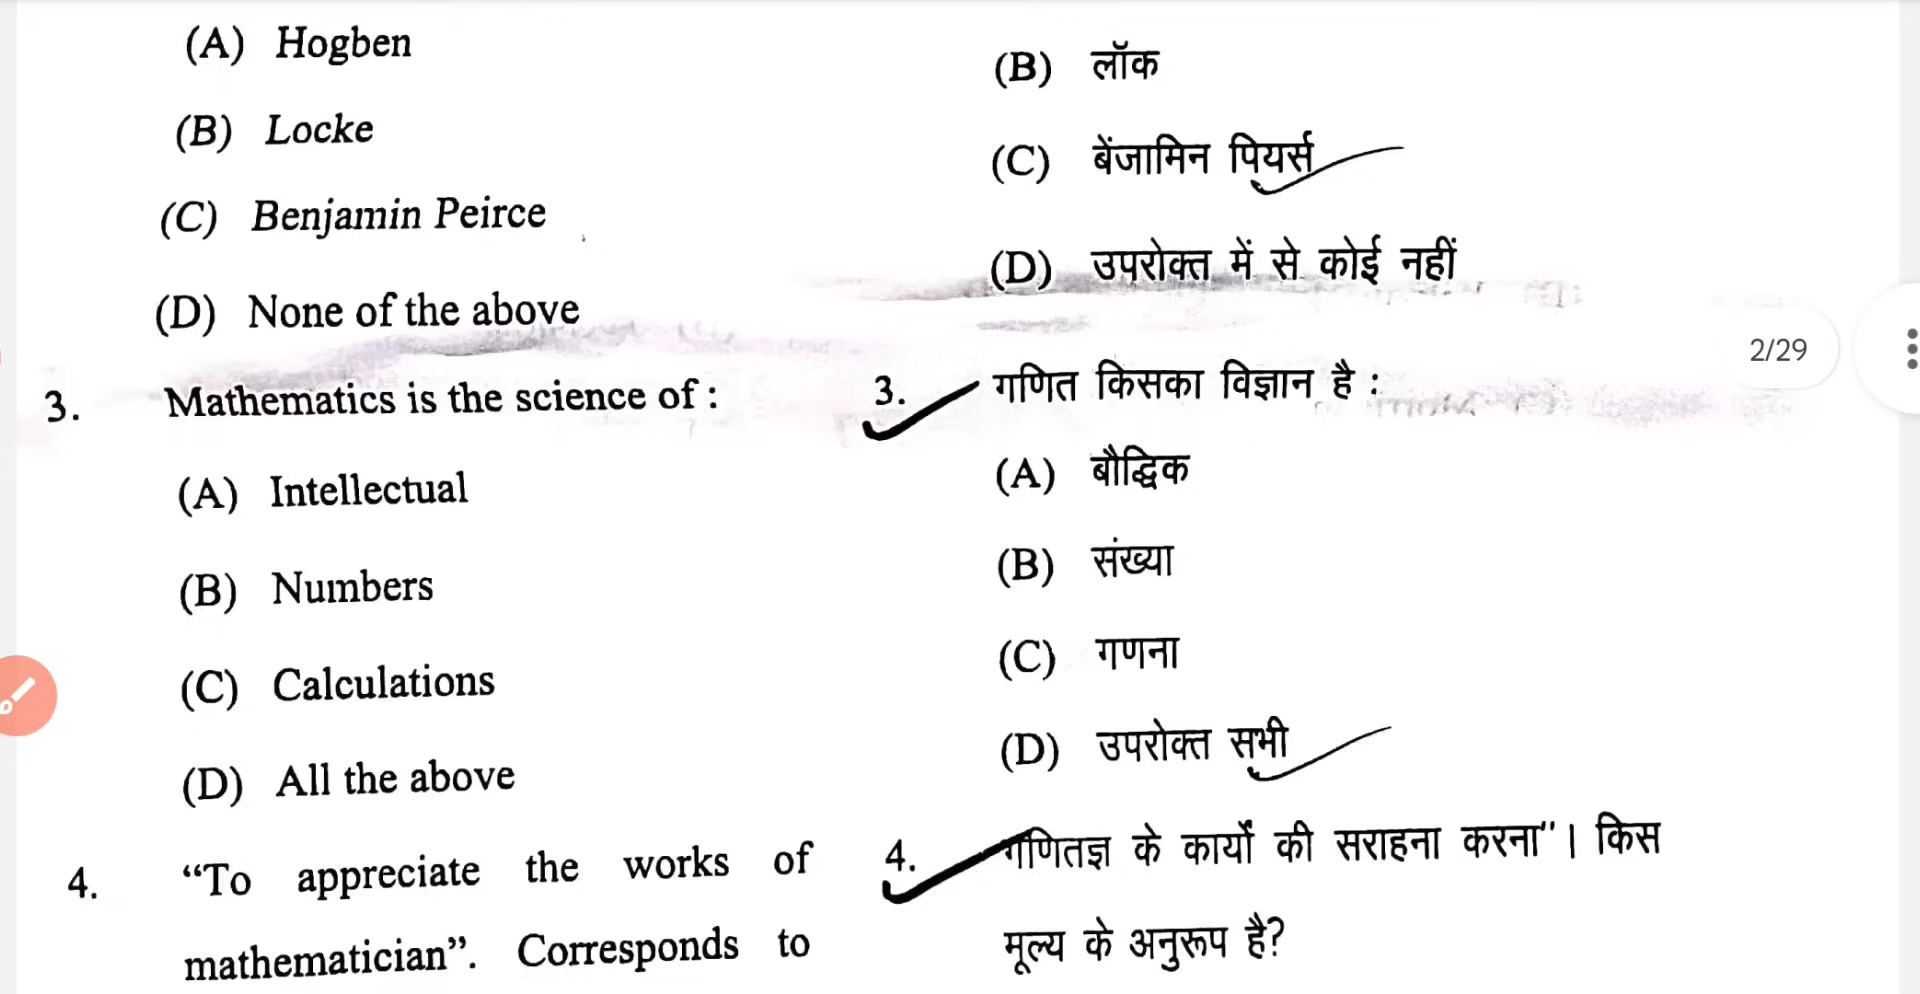 (A) Hogben
(B) Locke
(C) Benjamin Peirce
(D) None of the above
3. Mathematics is the science of :
(A) Intellectual
(B) Numbers
(C) Calculations
(D) All the above
4. “To appreciate the works of
mathematician”. Corresponds to
(B) लॉक
(C) बेंजामिन पियर्स
(D) उपरोक्त में से कोई नहीं
3. गणित किसका विज्ञान है :
(A) बौद्धिक
(B) संख्या
(C) गणना
(D) उपरोक्त सभी
4. गणितज्ञ के कार्यों की सराहना करना”। किस
मूल्य के अनुरूप है?
2/29